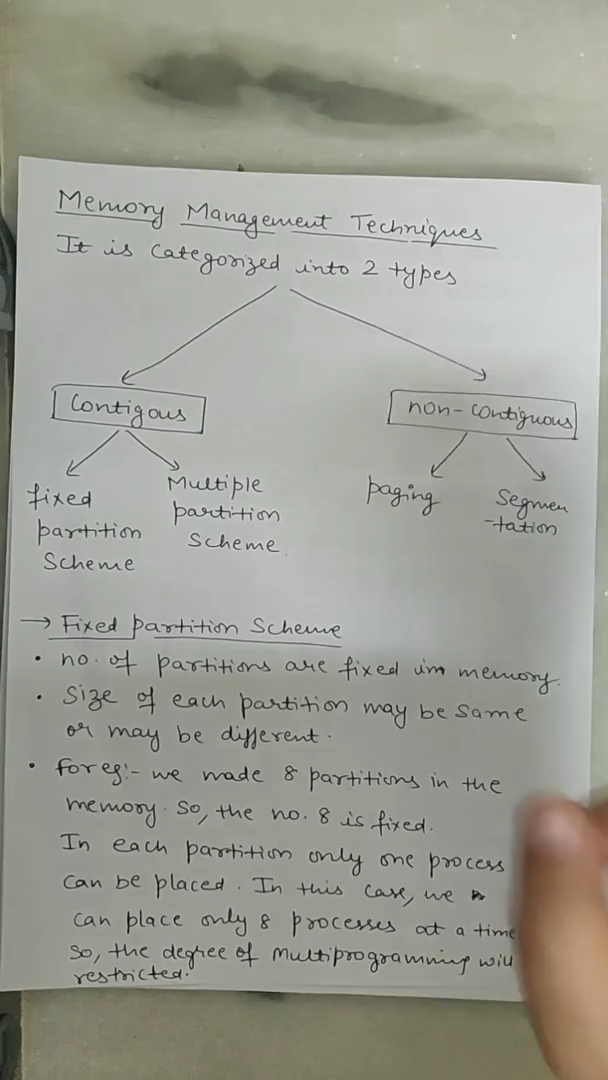 Memory Management Techniques
It is categorized into 2 types
Contigous
non-contiguous
fixed
partition
Scheme
Multiple
partition
Scheme.
paging
Segmen
-tation
→ Fixed partition Scheme
• no. of partitions are fixed in memory.
• Size of each partition may be same
or may be different.
• for eg:- we made 8 partitions in the
memory. So, the no. 8 is fixed.
In each partition only one process
can be placed. In this case, we
can place only 8 processes at a time
so, the degree of multiprogramming will
restricted.